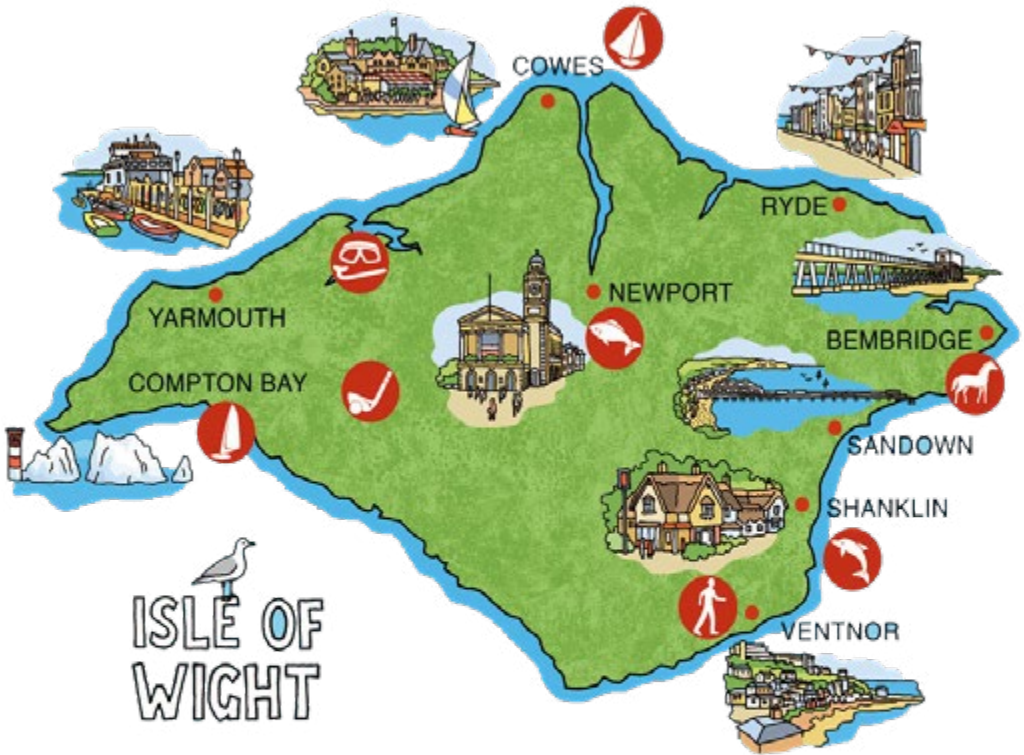 COWES
RYDE
NEWPORT
YARMOUTH
BEMBRIDGE
COMPTON BAY
SANDOWN
SHANKLIN
ISLE OF
WIGHT
VENTNOR